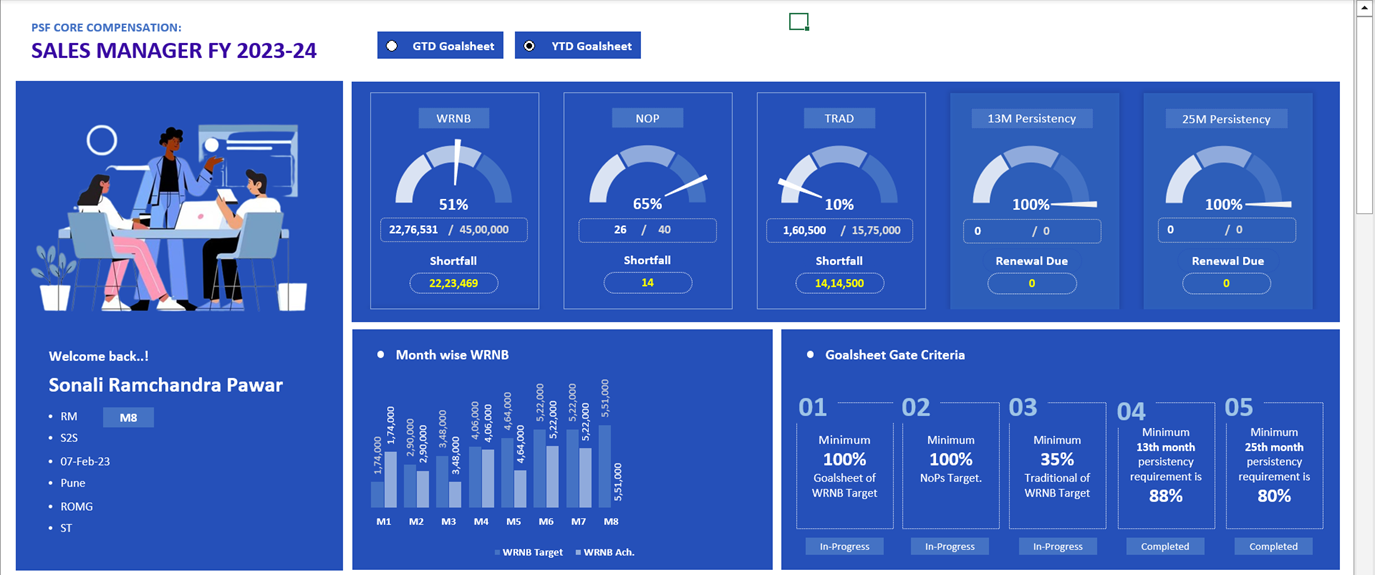 PSF CORE COMPENSATION:
SALES MANAGER FY 2023-24
GTD Goalsheet
YTD Goalsheet
WRNB
51%
22,76,531 / 45,00,000
Shortfall
22,23,469
NOP
65%
26 / 40
Shortfall
14
TRAD
10%
1,60,500 / 15,75,000
Shortfall
14,14,500
13M Persistency
100%
0 / 0
Renewal Due
0
25M Persistency
100%
0 / 0
Renewal Due
0
Welcome back..!
Sonali Ramchandra Pawar
• RM M8
• S2S
• 07-Feb-23
• Pune
• ROMG
• ST
• Month wise WRNB
1,74,000
1,74,000
2,90,000
2,90,000
3,48,000
3,48,000
4,06,000
4,06,000
4,64,000
4,64,000
5,22,000
5,22,000
5,22,000
5,22,000
5,51,000
5,51,000
M1 M2 M3 M4 M5 M6 M7 M8
WRNB Target WRNB Ach.
• Goalsheet Gate Criteria
01
Minimum
100%
Goalsheet of
WRNB Target
In-Progress
02
Minimum
100%
NoPs Target.
In-Progress
03
Minimum
35%
Traditional of
WRNB Target
In-Progress
04
Minimum
13th month
persistency
requirement is
88%
Completed
05
Minimum
25th month
persistency
requirement is
80%
Completed